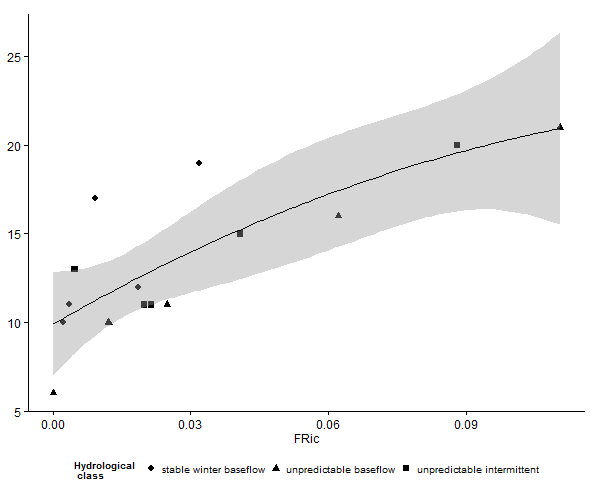 25
20
15
10
5
0.00 0.03 0.06 0.09
FRic
Hydrological
class
stable winter baseflow unpredictable baseflow unpredictable intermittent